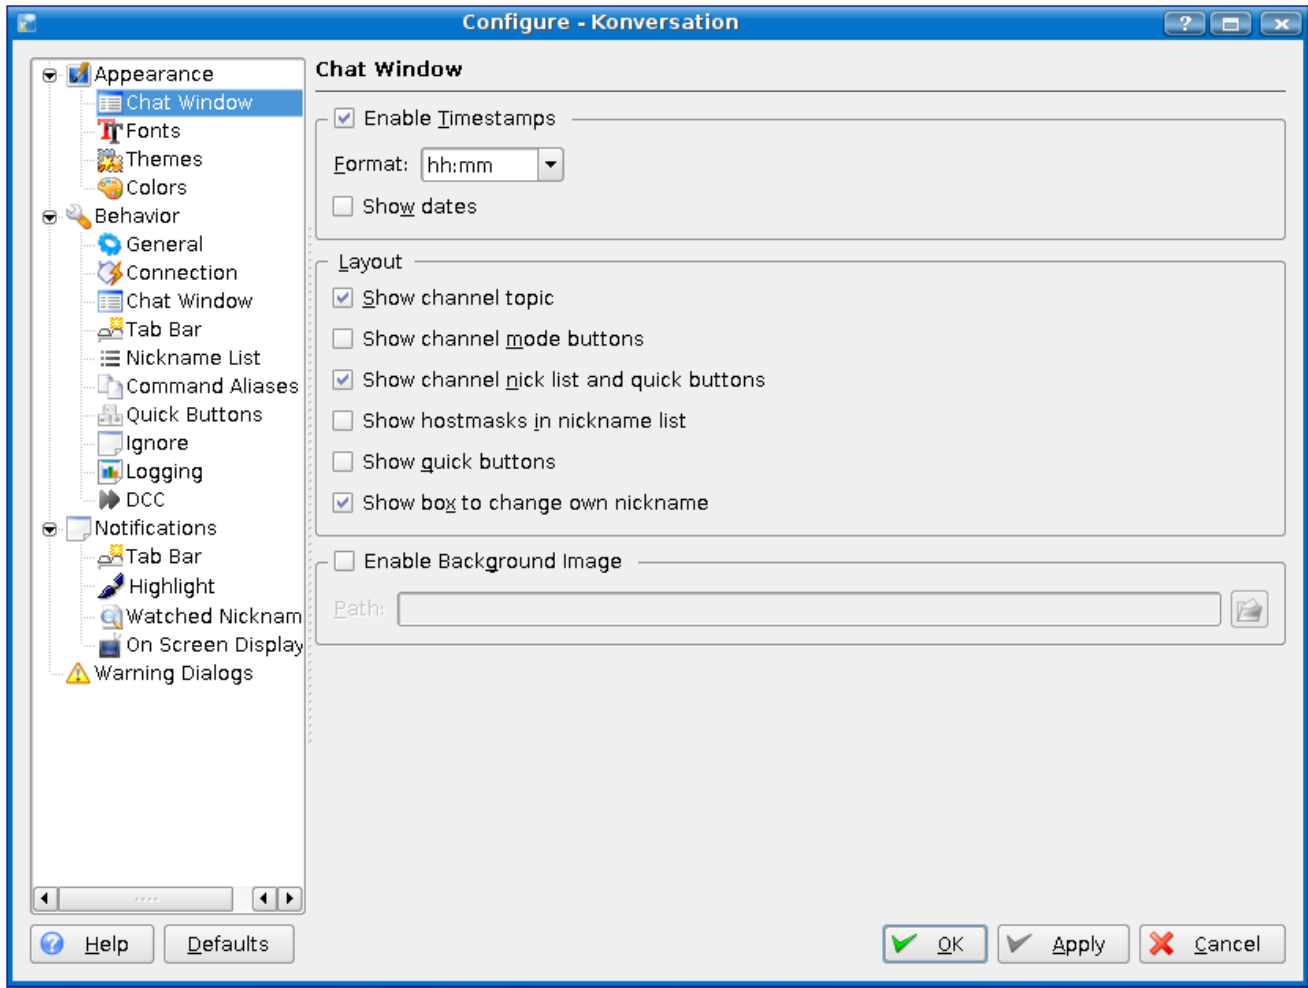 Configure - Konversation
Appearance
Chat Window
Fonts
Themes
Colors
Behavior
General
Connection
Chat Window
Tab Bar
Nickname List
Command Aliases
Quick Buttons
Ignore
Logging
DCC
Notifications
Tab Bar
Highlight
Watched Nicknam
On Screen Display
Warning Dialogs
Chat Window
Enable Timestamps
Format: hh:mm
Show dates
Layout
Show channel topic
Show channel mode buttons
Show channel nick list and quick buttons
Show hostmasks in nickname list
Show quick buttons
Show box to change own nickname
Enable Background Image
Path:
Help Defaults OK Apply Cancel